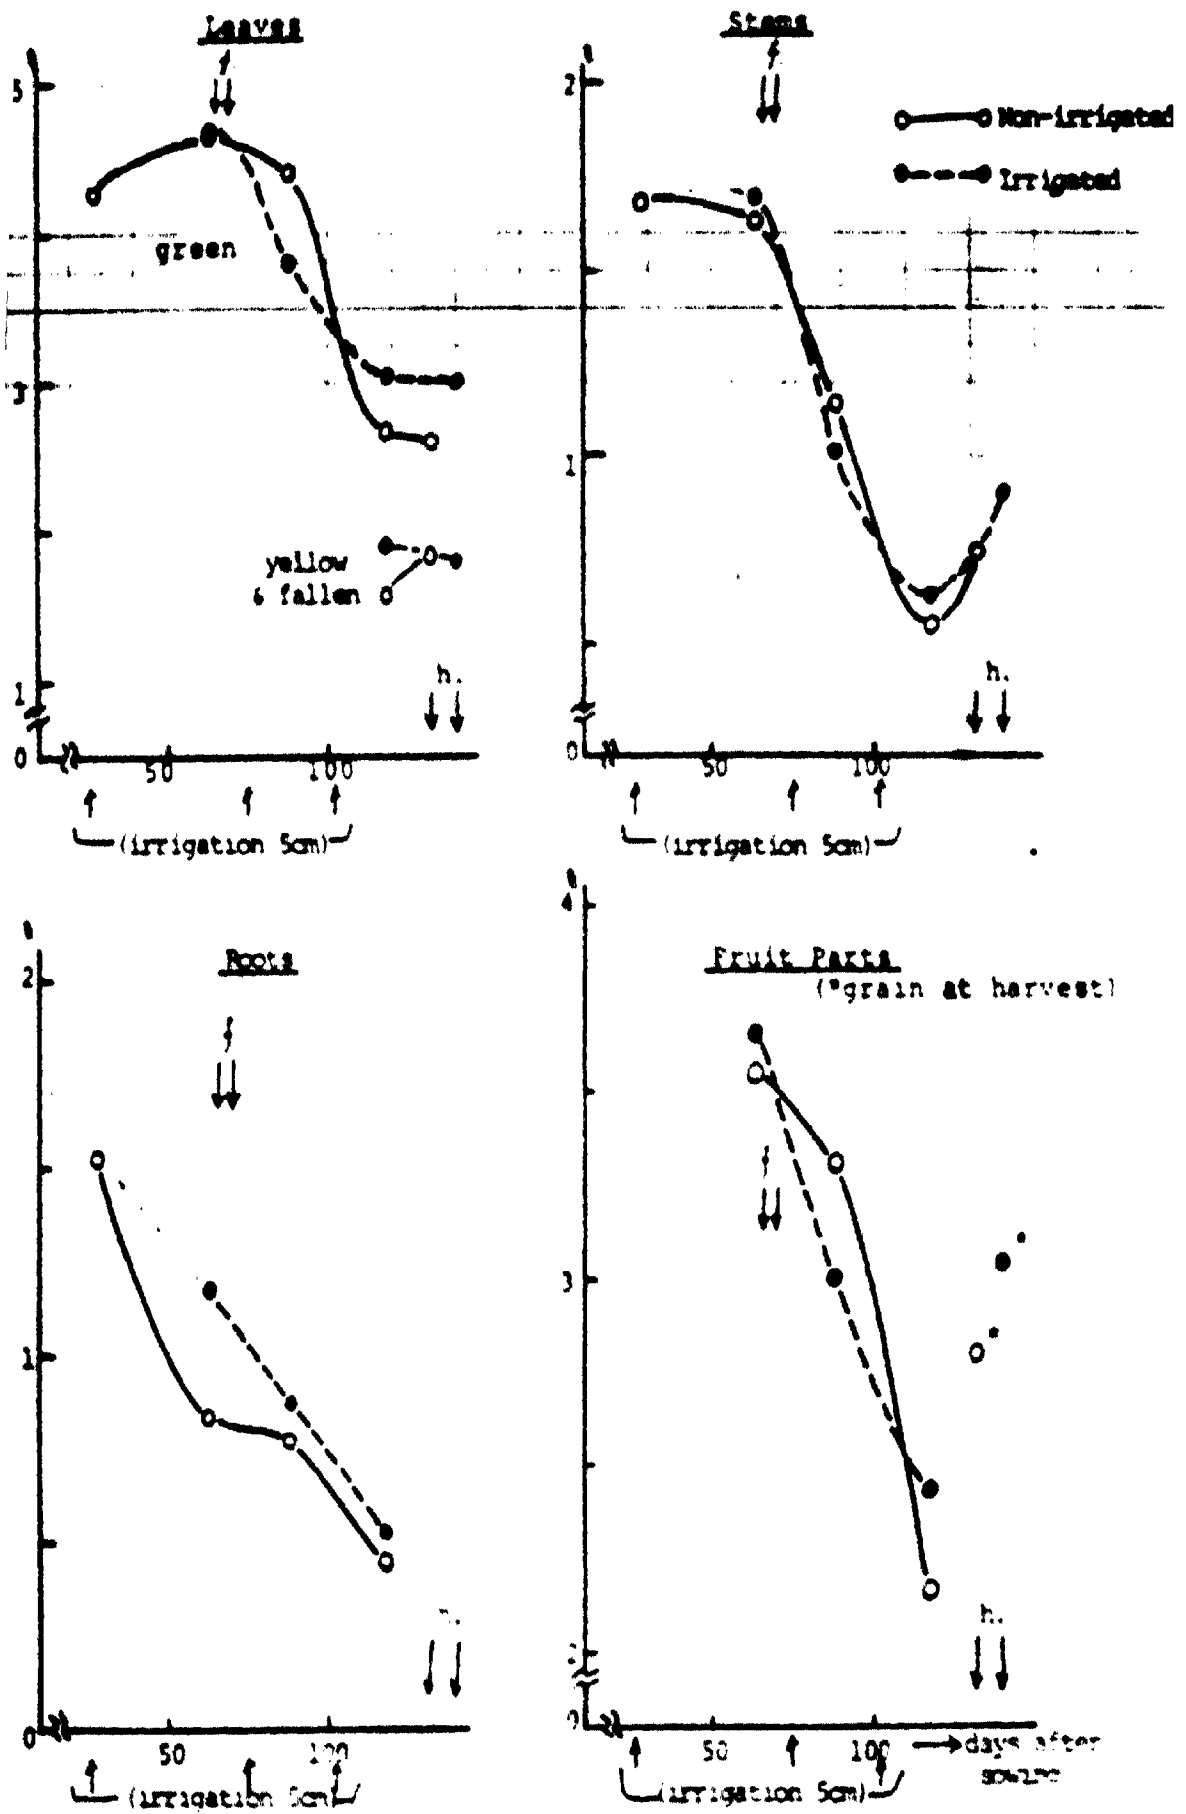 Leaves
f
5
green
3
yellow
& fallen
1
h.
0
50
100
(irrigation 5cm)
Stems
f
2
Non-irrigated
Irrigated
1
h.
0
50
100
(irrigation 5cm)
Roots
f
2
1
h.
0
50
100
(irrigation 5cm)
Fruit Parts
(*grain at harvest)
4
f
3
*
*
h.
0
50
100
days after
sowing
(irrigation 5cm)